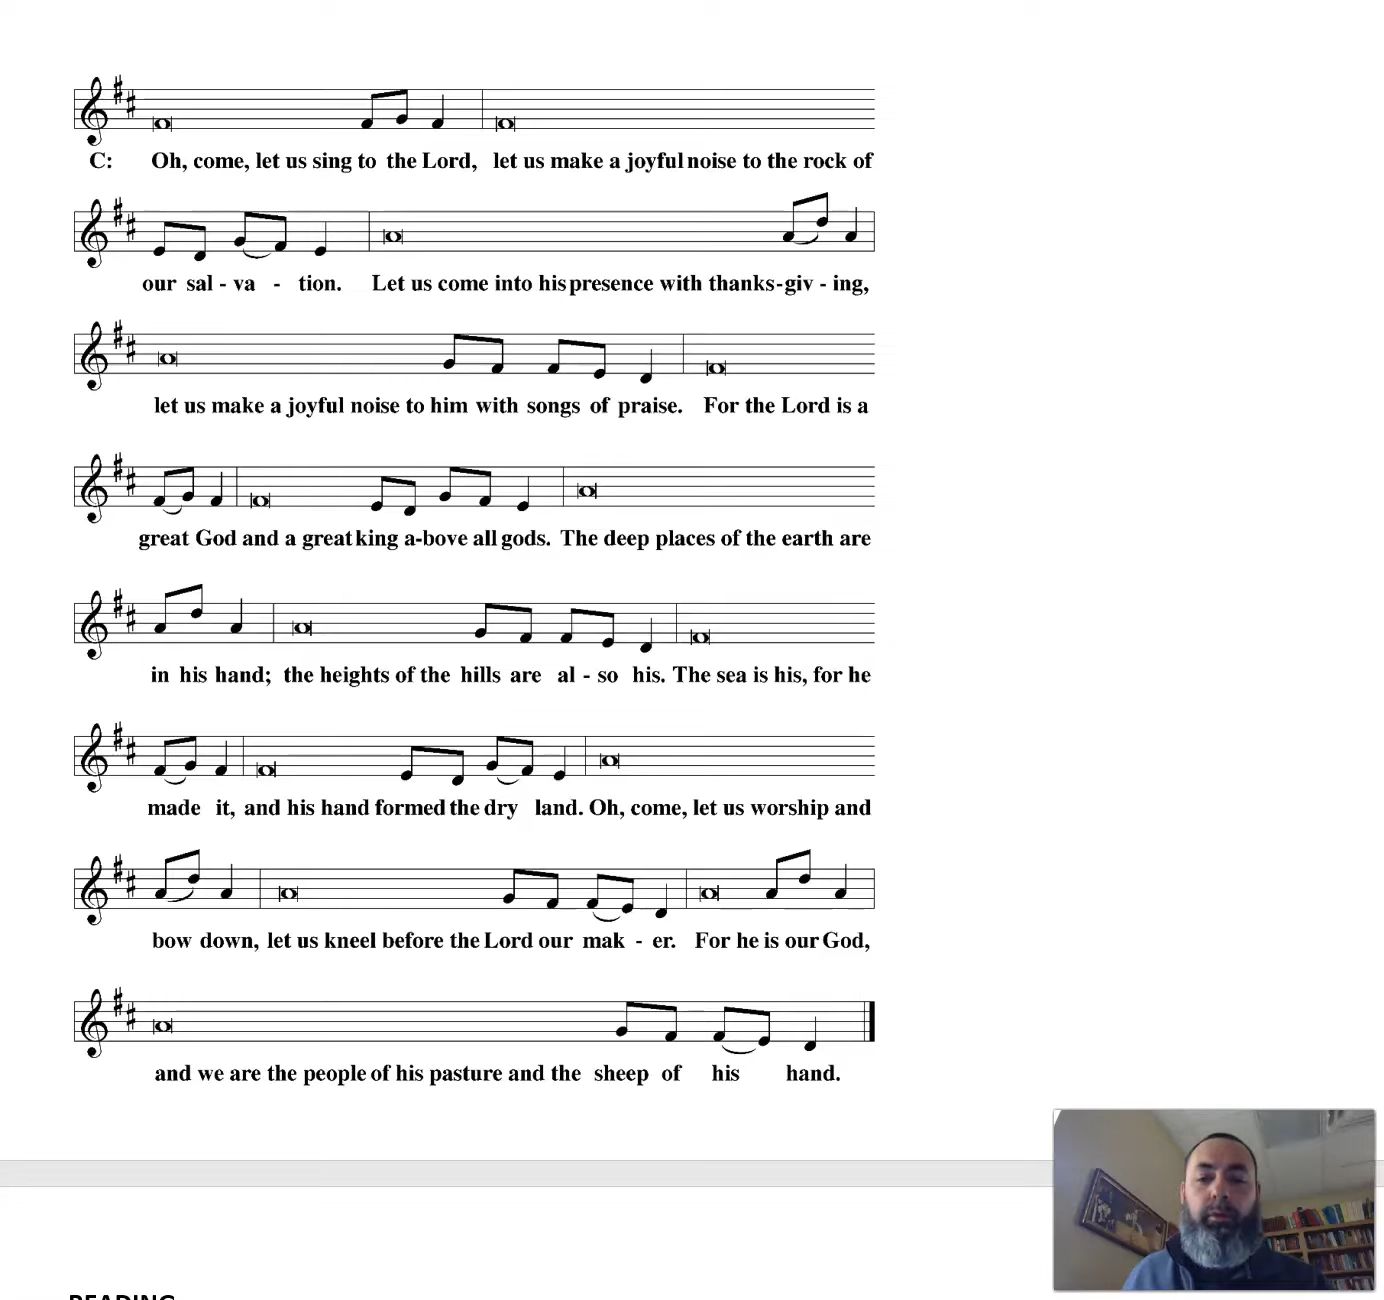 C: Oh, come, let us sing to the Lord, let us make a joyful noise to the rock of
our sal - va - tion. Let us come into his presence with thanks - giv - ing,
let us make a joyful noise to him with songs of praise. For the Lord is a
great God and a great king a-bove all gods. The deep places of the earth are
in his hand; the heights of the hills are al - so his. The sea is his, for he
made it, and his hand formed the dry land. Oh, come, let us worship and
bow down, let us kneel before the Lord our mak - er. For he is our God,
and we are the people of his pasture and the sheep of his hand.
READING